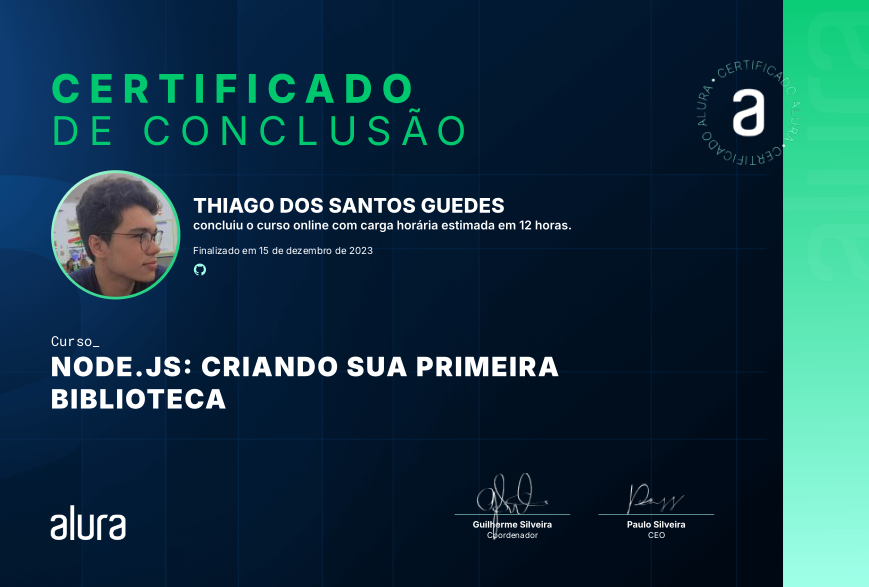 CERTIFICADO
DE CONCLUSÃO
CERTIFICADO ALURA • CERTIFICADO ALURA •
a
THIAGO DOS SANTOS GUEDES
concluiu o curso online com carga horária estimada em 12 horas.
Finalizado em 15 de dezembro de 2023
Curso_
NODE.JS: CRIANDO SUA PRIMEIRA
BIBLIOTECA
alura
Guilherme Silveira
Coordenador
Paulo Silveira
CEO
alura